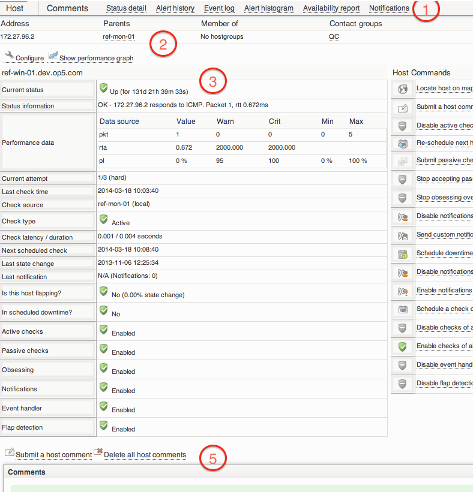 Host Comments Status detail Alert history Event log Alert histogram Availability report Notifications 1
Address Parents Member of Contact groups
172.27.96.2 ref-mon-01 No hostgroups QC
2
Configure Show performance graph
ref-win-01.dev.op5.com 3 Host Commands
Current status Up (for 131d 21h 39m 33s) Locate host on map
Status information OK - 172.27.96.2 responds to ICMP. Packet 1, rtt 0.672ms Submit a host comm
Performance data Data source Value Warn Crit Min Max
pkt 1 0 0 0 5
rta 0.672 2000.000 2000.000
pl 0 % 95 100 0 % 100 %
Disable active chec
Re-schedule next h
Submit passive che
Current attempt 1/3 (hard) Stop accepting pas
Last check time 2014-03-18 10:03:40
Check source ref-mon-01 (local) Stop obsessing ove
Check type Active Disable notifications
Check latency / duration 0.001 / 0.004 seconds Send custom notific
Next scheduled check 2014-03-18 10:08:40 Schedule downtime
Last state change 2013-11-06 12:25:34
Last notification N/A (Notifications: 0) Disable notifications
Is this host flapping? No (0.00% state change) Enable notifications
In scheduled downtime? No Schedule a check o
Active checks Enabled Disable checks of a
Passive checks Enabled Enable checks of al
Obsessing Enabled Disable event handl
Notifications Enabled Disable flap detectio
Event handler Enabled
Flap detection Enabled
Submit a host comment Delete all host comments 5
Comments